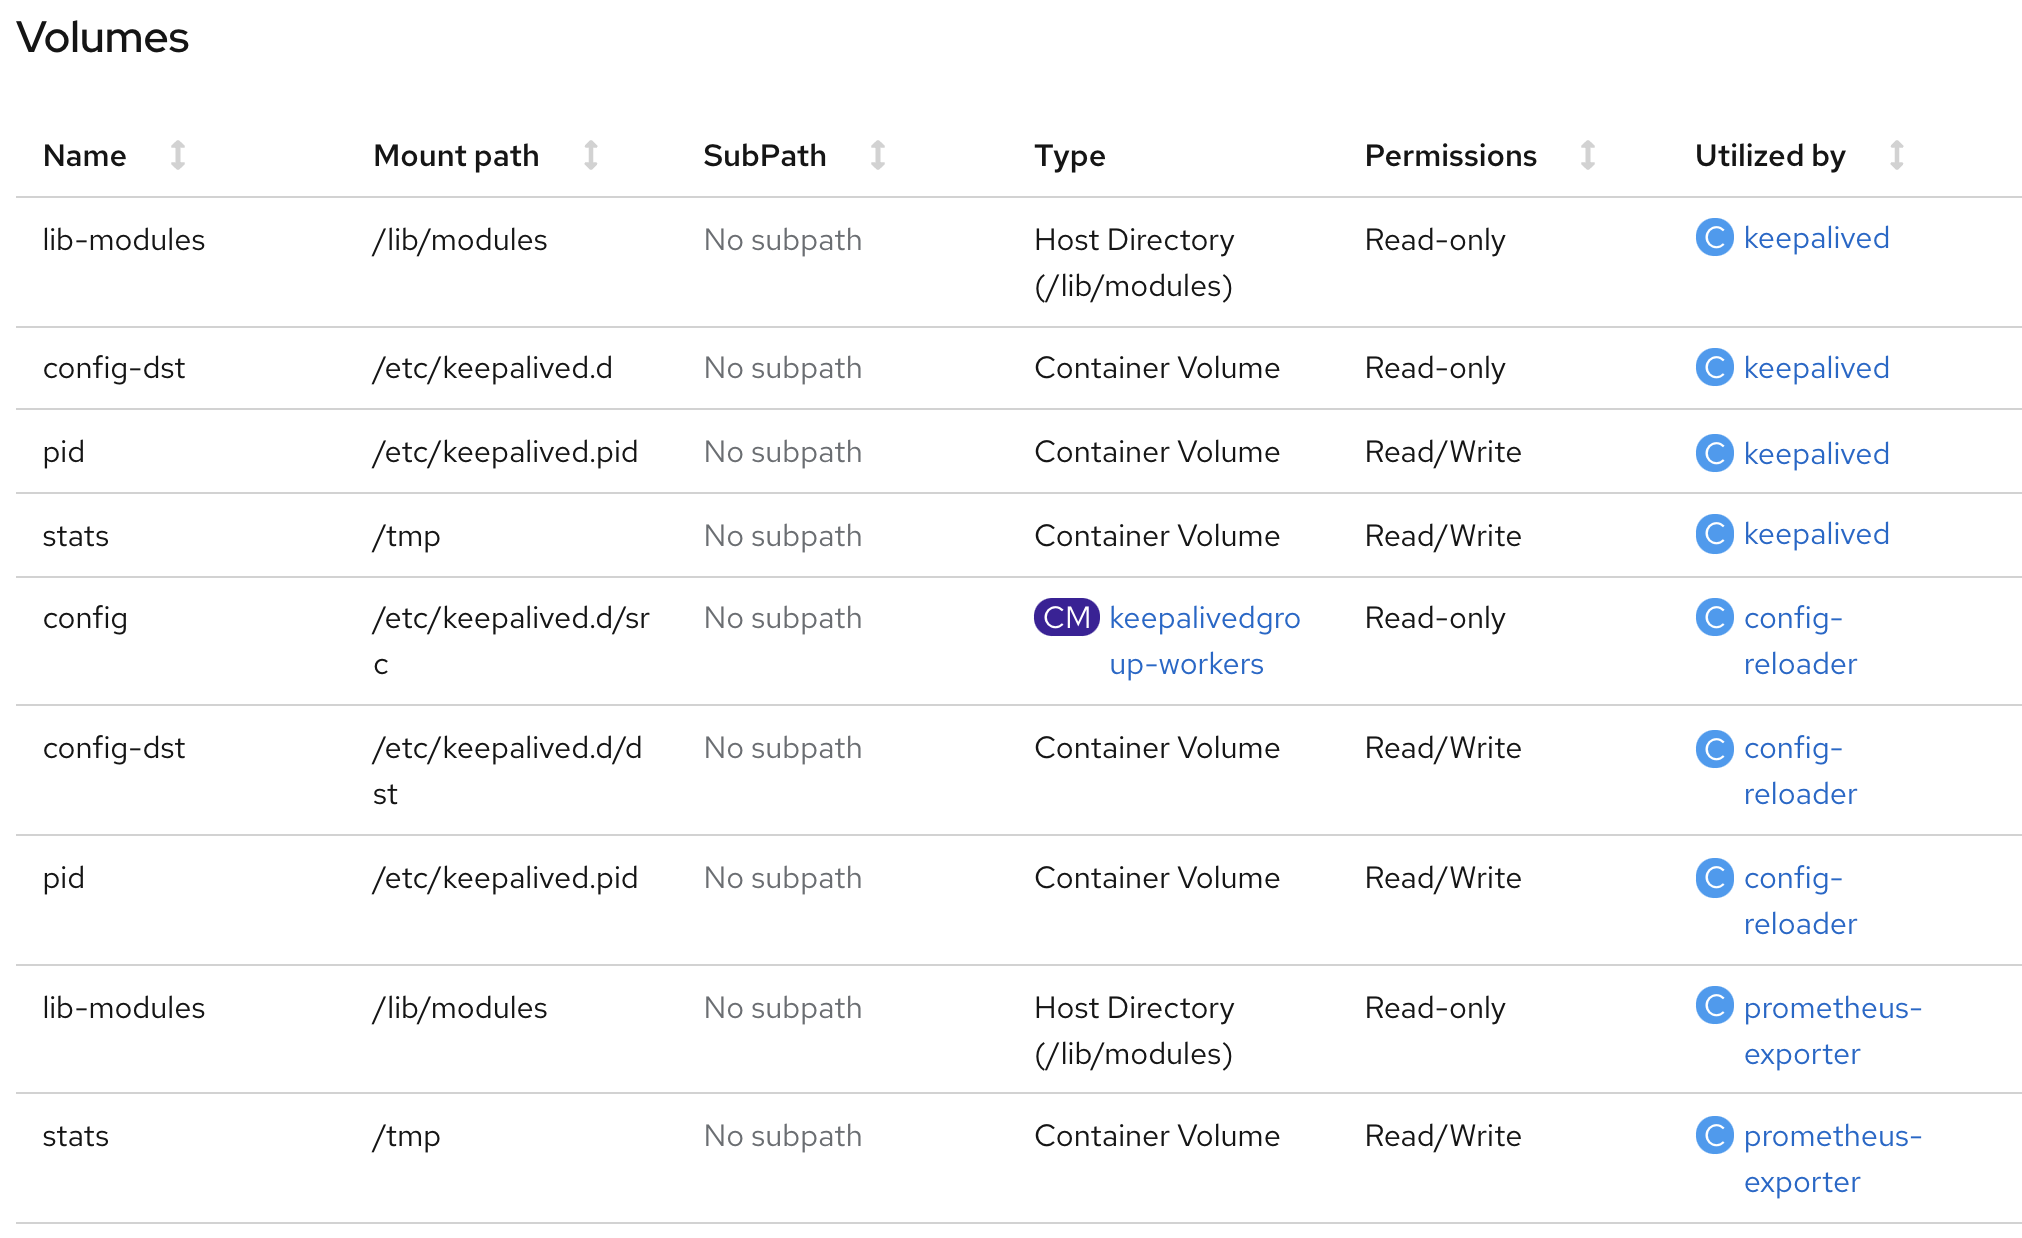 Volumes
Name Mount path SubPath Type Permissions Utilized by
lib-modules /lib/modules No subpath Host Directory Read-only C keepalived
(/lib/modules)
config-dst /etc/keepalived.d No subpath Container Volume Read-only C keepalived
pid /etc/keepalived.pid No subpath Container Volume Read/Write C keepalived
stats /tmp No subpath Container Volume Read/Write C keepalived
config /etc/keepalived.d/sr No subpath CM keepalivedgro Read-only C config-
c up-workers reloader
config-dst /etc/keepalived.d/d No subpath Container Volume Read/Write C config-
st reloader
pid /etc/keepalived.pid No subpath Container Volume Read/Write C config-
reloader
lib-modules /lib/modules No subpath Host Directory Read-only C prometheus-
(/lib/modules) exporter
stats /tmp No subpath Container Volume Read/Write C prometheus-
exporter